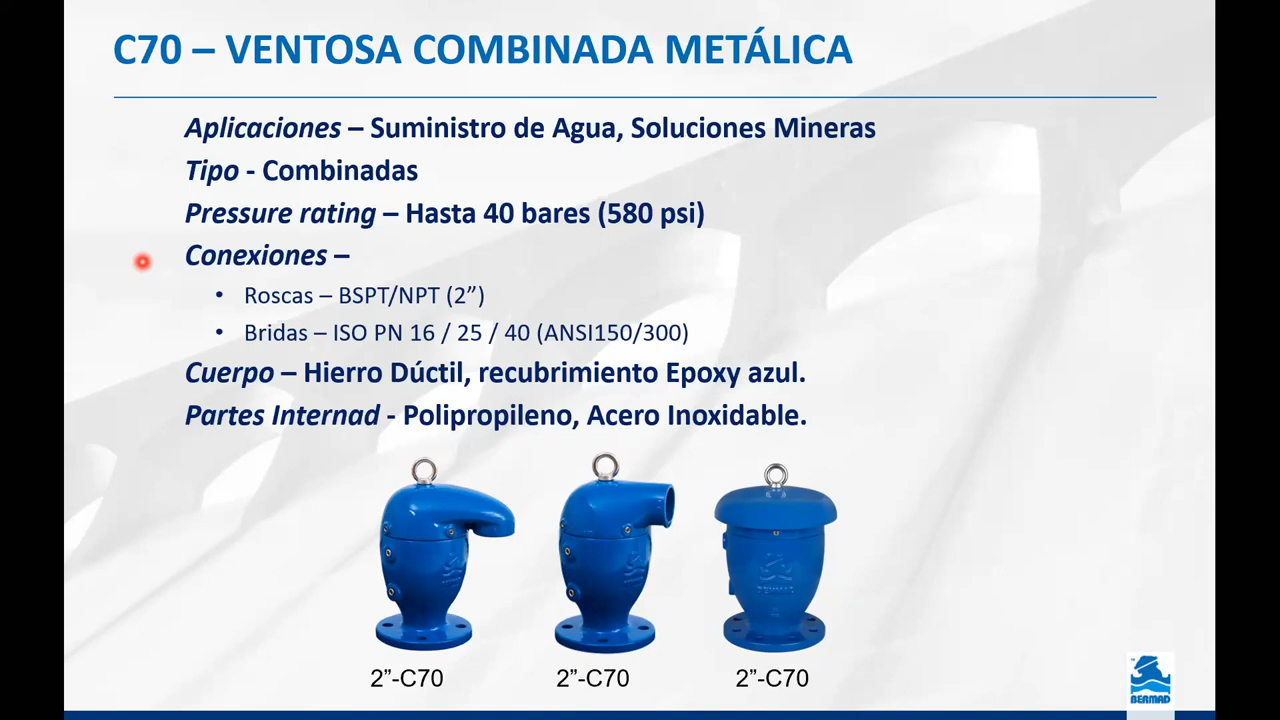 C70 – VENTOSA COMBINADA METÁLICA
Aplicaciones – Suministro de Agua, Soluciones Mineras
Tipo - Combinadas
Pressure rating – Hasta 40 bares (580 psi)
Conexiones –
• Roscas – BSPT/NPT (2”)
• Bridas – ISO PN 16 / 25 / 40 (ANSI150/300)
Cuerpo – Hierro Dúctil, recubrimiento Epoxy azul.
Partes Internad - Polipropileno, Acero Inoxidable.
2”-C70
2”-C70
2”-C70
BERMAD